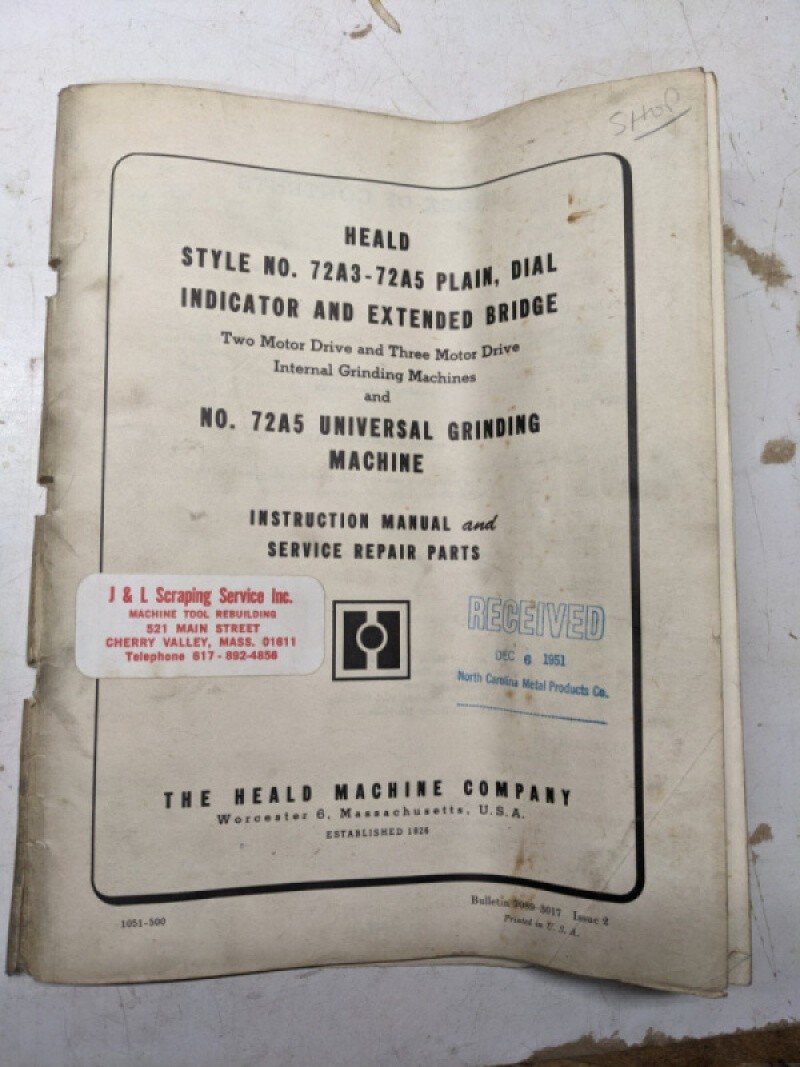 SHOP
HEALD
STYLE NO. 72A3-72A5 PLAIN, DIAL
INDICATOR AND EXTENDED BRIDGE
Two Motor Drive and Three Motor Drive
Internal Grinding Machines
and
NO. 72A5 UNIVERSAL GRINDING
MACHINE
INSTRUCTION MANUAL and
SERVICE REPAIR PARTS
J & L Scraping Service Inc.
MACHINE TOOL REBUILDING
521 MAIN STREET
CHERRY VALLEY, MASS. 01611
Telephone 617-892-4856
RECEIVED
DEC 6 1951
North Carolina Metal Products Co.
THE HEALD MACHINE COMPANY
Worcester 6, Massachusetts, U.S.A.
ESTABLISHED 1826
1051-500
Bulletin Issue 2
Printed in U. S. A.